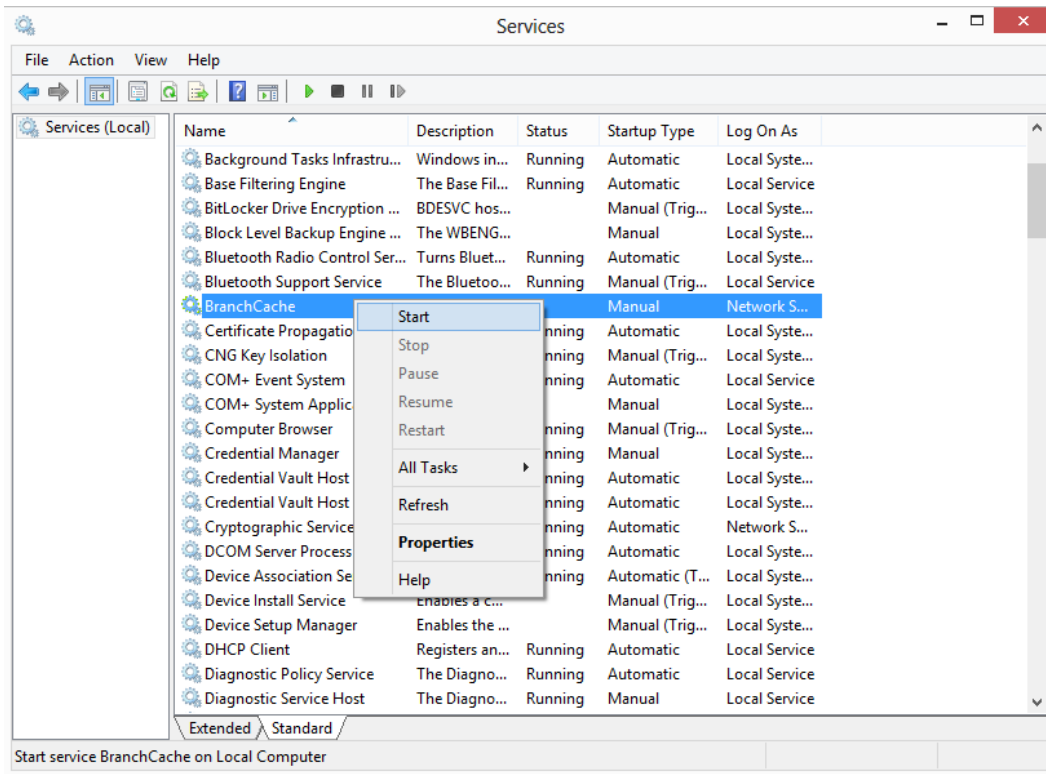 Services
File Action View Help
Services (Local)
Name Description Status Startup Type Log On As
Background Tasks Infrastru... Windows in... Running Automatic Local Syste...
Base Filtering Engine The Base Fil... Running Automatic Local Service
BitLocker Drive Encryption ... BDESVC hos... Manual (Trig... Local Syste...
Block Level Backup Engine ... The WBENG... Manual Local Syste...
Bluetooth Radio Control Ser... Turns Bluet... Running Automatic Local Syste...
Bluetooth Support Service The Bluetoo... Running Manual (Trig... Local Service
BranchCache Manual Network S...
Certificate Propagatio nning Automatic Local Syste...
CNG Key Isolation nning Manual (Trig... Local Syste...
COM+ Event System nning Automatic Local Service
COM+ System Applic Manual Local Syste...
Computer Browser nning Manual (Trig... Local Syste...
Credential Manager nning Manual Local Syste...
Credential Vault Host nning Automatic Local Syste...
Credential Vault Host nning Automatic Local Syste...
Cryptographic Service nning Automatic Network S...
DCOM Server Process nning Automatic Local Syste...
Device Association Se nning Automatic (T... Local Syste...
Device Install Service Enables a c... Manual (Trig... Local Syste...
Device Setup Manager Enables the ... Manual (Trig... Local Syste...
DHCP Client Registers an... Running Automatic Local Service
Diagnostic Policy Service The Diagno... Running Automatic Local Service
Diagnostic Service Host The Diagno... Running Manual Local Service
Start
Stop
Pause
Resume
Restart
All Tasks
Refresh
Properties
Help
Extended Standard
Start service BranchCache on Local Computer